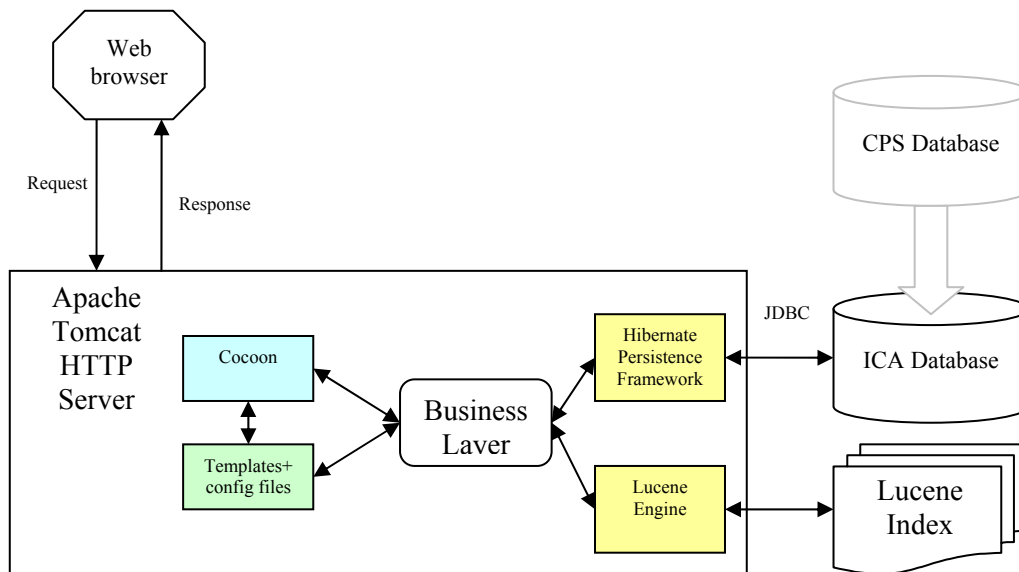 Web
browser
CPS Database
Request
Response
Apache
Tomcat
HTTP
Server
JDBC
Hibernate
Persistence
Framework
ICA Database
Cocoon
Business
Laver
Templates+
config files
Lucene
Engine
Lucene
Index